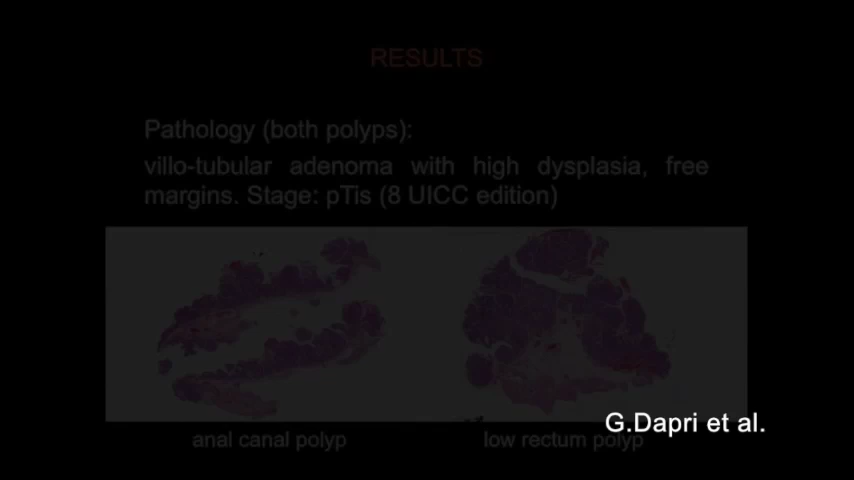 RESULTS
Pathology (both polyps):
villo-tubular adenoma with high dysplasia, free
margins. Stage: pTis (8 UICC edition)
G.Dapri et al.
anal canal polyp
low rectum polyp